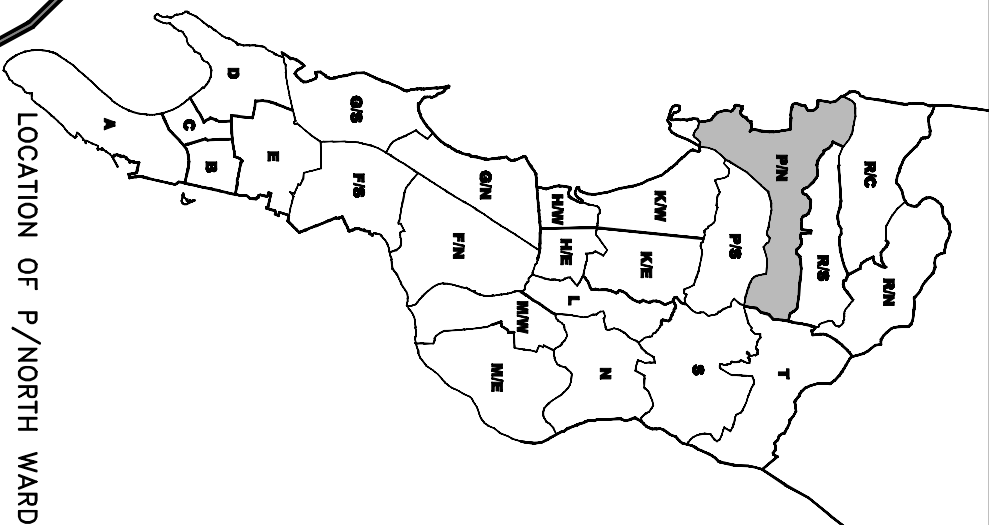 R/C
R/N
P/N
R/S
P/S
T
K/W
K/E
S
H/W
H/E
L
N
G/N
F/N
M/W
M/E
G/S
F/S
D
E
C
B
A
LOCATION OF P/NORTH WARD